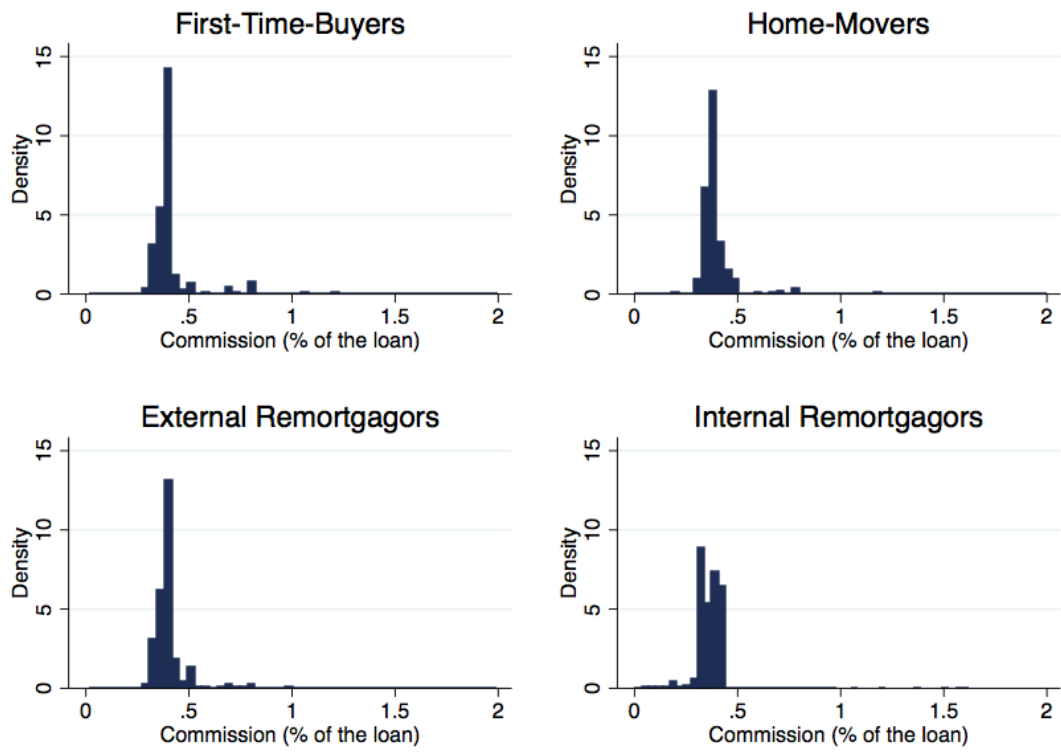 First-Time-Buyers
15
10
5
0
Density
0 .5 1 1.5 2
Commission (% of the loan)
Home-Movers
15
10
5
0
Density
0 .5 1 1.5 2
Commission (% of the loan)
External Remortgagors
15
10
5
0
Density
0 .5 1 1.5 2
Commission (% of the loan)
Internal Remortgagors
15
10
5
0
Density
0 .5 1 1.5 2
Commission (% of the loan)